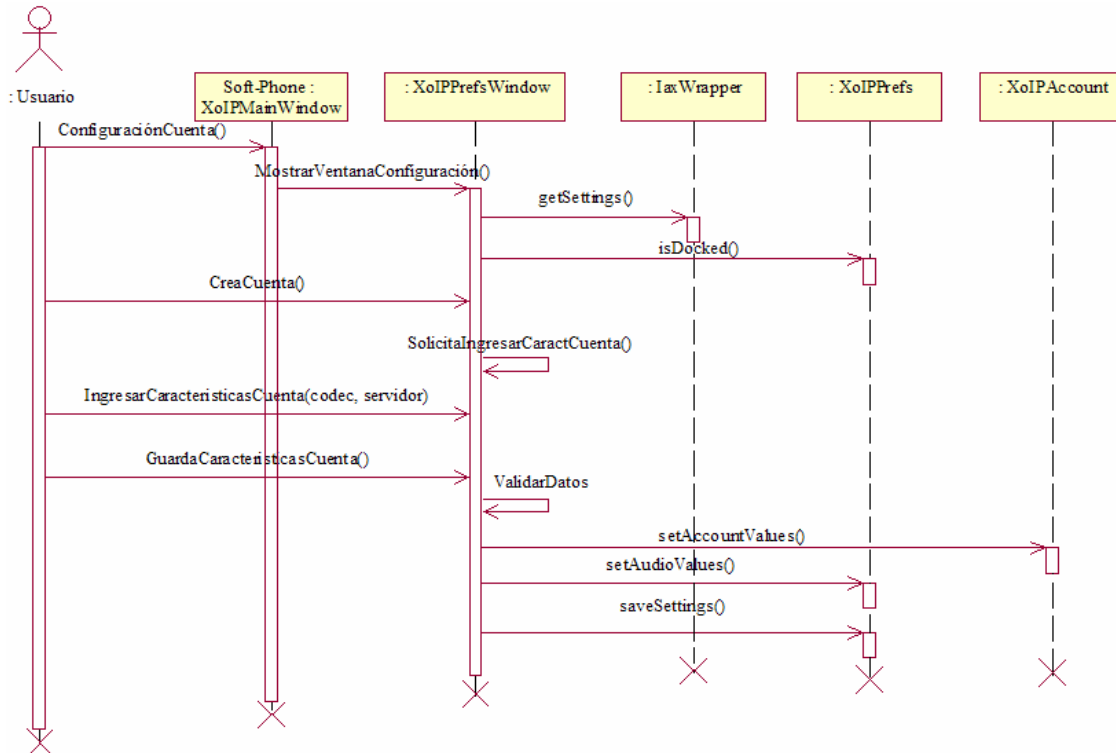 : Usuario
Soft-Phone :
XoIPMainWindow
: XoIPPrefsWindow
: IaxWrapper
: XoIPPrefs
: XoIPAccount
ConfiguraciónCuenta()
MostrarVentanaConfiguración()
getSettings()
isDocked()
CreaCuenta()
SolicitaIngresarCaractCuenta()
IngresarCaracteristicasCuenta(codec, servidor)
GuardaCaracteristicasCuenta()
ValidarDatos
setAccountValues()
setAudioValues()
saveSettings()